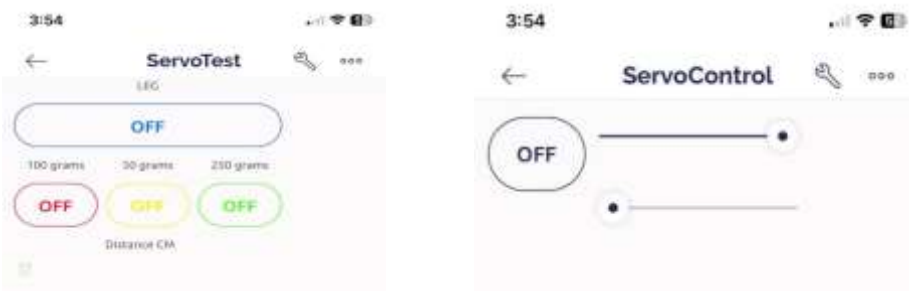 3:54
ServoTest
LEG
OFF
100 grams 50 grams 250 grams
OFF OFF OFF
Distance CM
3:54
ServoControl
OFF